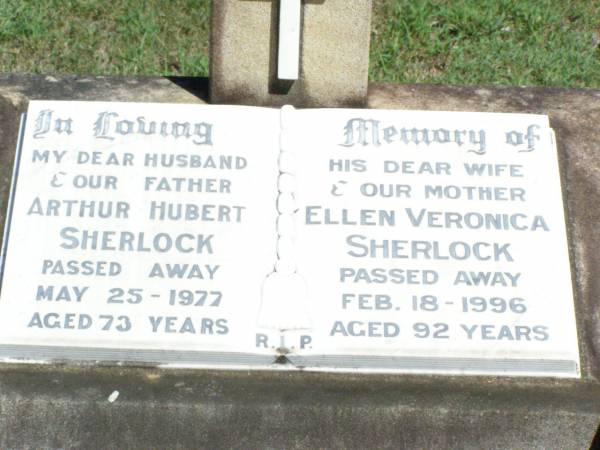 In Loving
MY DEAR HUSBAND
& OUR FATHER
ARTHUR HUBERT
SHERLOCK
PASSED AWAY
MAY 25 - 1977
AGED 73 YEARS
Memory of
HIS DEAR WIFE
& OUR MOTHER
ELLEN VERONICA
SHERLOCK
PASSED AWAY
FEB. 18 - 1996
AGED 92 YEARS
R.I.P.